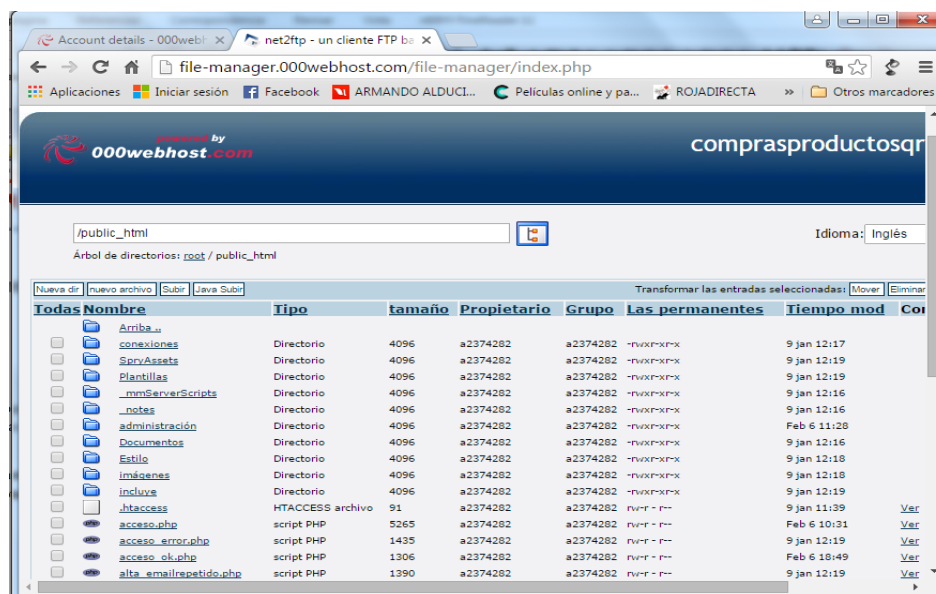 Account details - 000webh
net2ftp - un cliente FTP ba
file-manager.000webhost.com/file-manager/index.php
Aplicaciones Iniciar sesión Facebook ARMANDO ALDUCI... Películas online y pa... ROJADIRECTA » Otros marcadores
powered by
000webhost.com
comprasproductosqr
/public_html
Idioma: Inglés
Árbol de directorios: root / public_html
Nueva dir nuevo archivo Subir Java Subir Transformar las entradas seleccionadas: Mover Eliminar
Todas Nombre Tipo tamaño Propietario Grupo Las permanentes Tiempo mod Cor
Arriba ..
conexiones Directorio 4096 a2374282 a2374282 -rwxr-xr-x 9 jan 12:17
SpryAssets Directorio 4096 a2374282 a2374282 -rwxr-xr-x 9 jan 12:19
Plantillas Directorio 4096 a2374282 a2374282 -rwxr-xr-x 9 jan 12:19
_mmServerScripts Directorio 4096 a2374282 a2374282 -rwxr-xr-x 9 jan 12:16
_notes Directorio 4096 a2374282 a2374282 -rwxr-xr-x 9 jan 12:16
administración Directorio 4096 a2374282 a2374282 -rwxr-xr-x Feb 6 11:28
Documentos Directorio 4096 a2374282 a2374282 -rwxr-xr-x 9 jan 12:16
Estilo Directorio 4096 a2374282 a2374282 -rwxr-xr-x 9 jan 12:18
imágenes Directorio 4096 a2374282 a2374282 -rwxr-xr-x 9 jan 12:18
incluye Directorio 4096 a2374282 a2374282 -rwxr-xr-x 9 jan 12:19
.htaccess HTACCESS archivo 91 a2374282 a2374282 rw-r - r-- 9 jan 11:39 Ver
acceso.php script PHP 5265 a2374282 a2374282 rw-r - r-- Feb 6 10:31 Ver
acceso_error.php script PHP 1435 a2374282 a2374282 rw-r - r-- 9 jan 12:19 Ver
acceso_ok.php script PHP 1306 a2374282 a2374282 rw-r - r-- Feb 6 18:49 Ver
alta_emailrepetido.php script PHP 1390 a2374282 a2374282 rw-r - r-- 9 jan 12:19 Ver